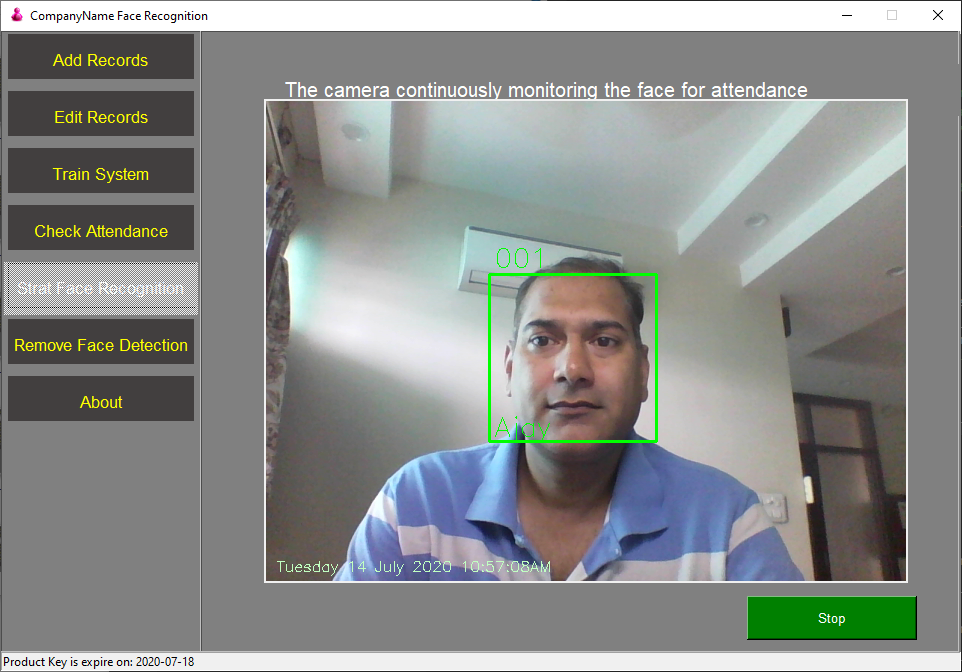 CompanyName Face Recognition
Add Records
Edit Records
Train System
Check Attendance
Strat Face Recognition
Remove Face Detection
About
The camera continuously monitoring the face for attendance
001
Tuesday 14 July 2020 10:57:08AM
Stop
Product Key is expire on: 2020-07-18